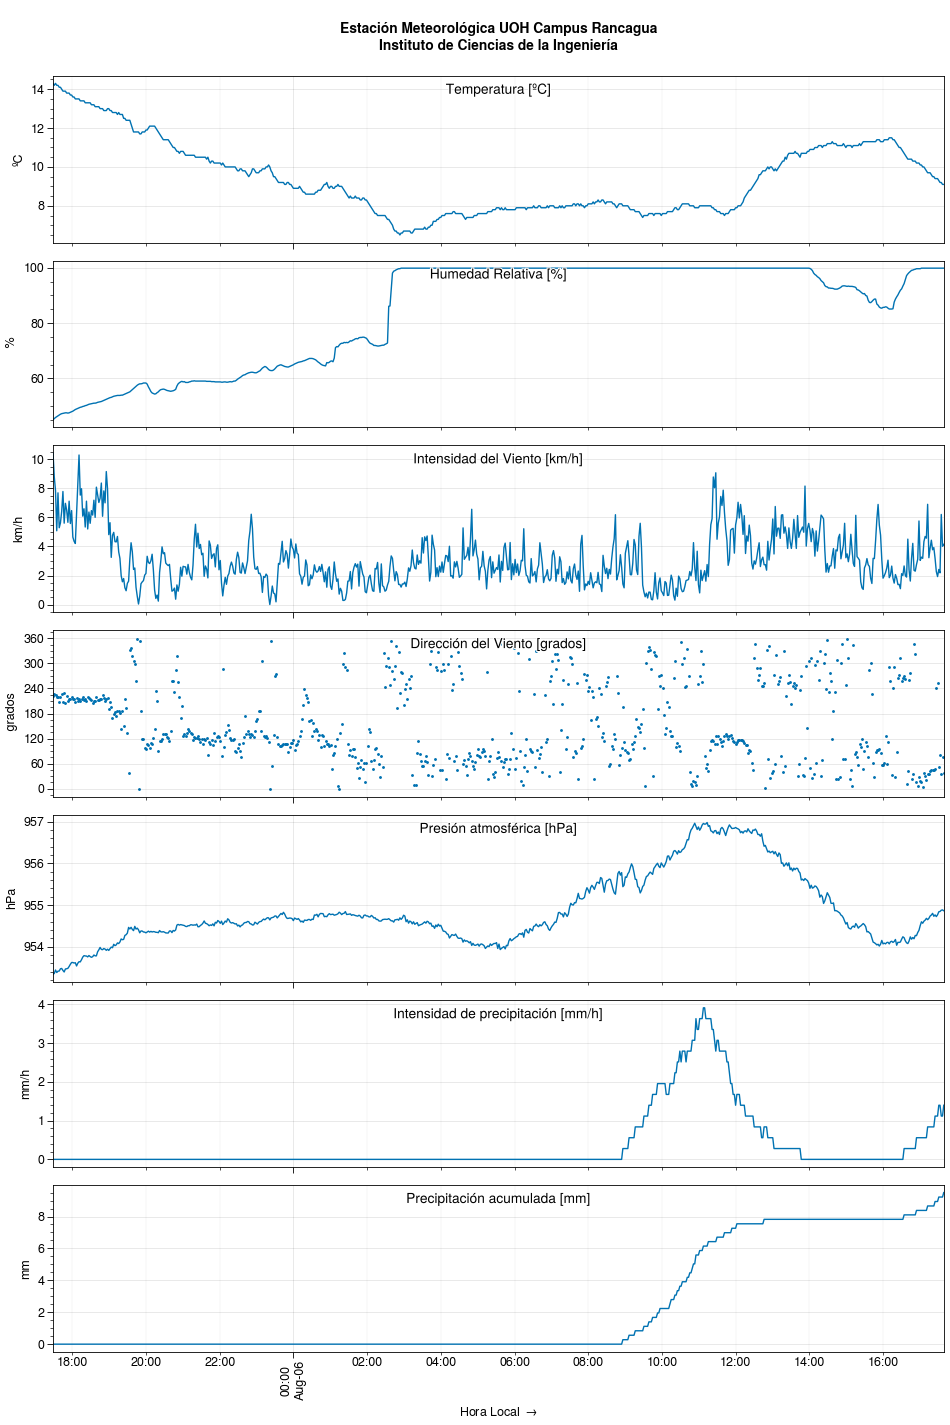 Estación Meteorológica UOH Campus Rancagua
Instituto de Ciencias de la Ingeniería
Temperatura [ºC]
14
12
10
8
ºC
Humedad Relativa [%]
100
80
60
%
Intensidad del Viento [km/h]
10
8
6
4
2
0
km/h
Dirección del Viento [grados]
360
300
240
180
120
60
0
grados
Presión atmosférica [hPa]
957
956
955
954
hPa
Intensidad de precipitación [mm/h]
4
3
2
1
0
mm/h
Precipitación acumulada [mm]
8
6
4
2
0
mm
18:00
20:00
22:00
00:00
Aug-06
02:00
04:00
06:00
08:00
10:00
12:00
14:00
16:00
Hora Local →